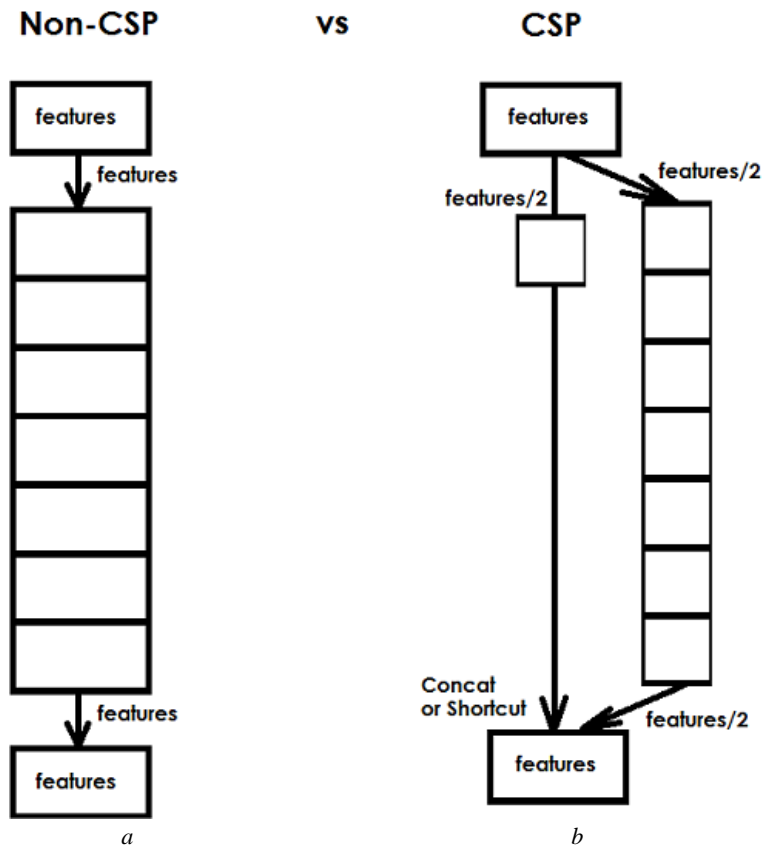 Non-CSP vs CSP
features
features
features
features
features
features/2
features/2
Concat
or Shortcut
features/2
features
a
b